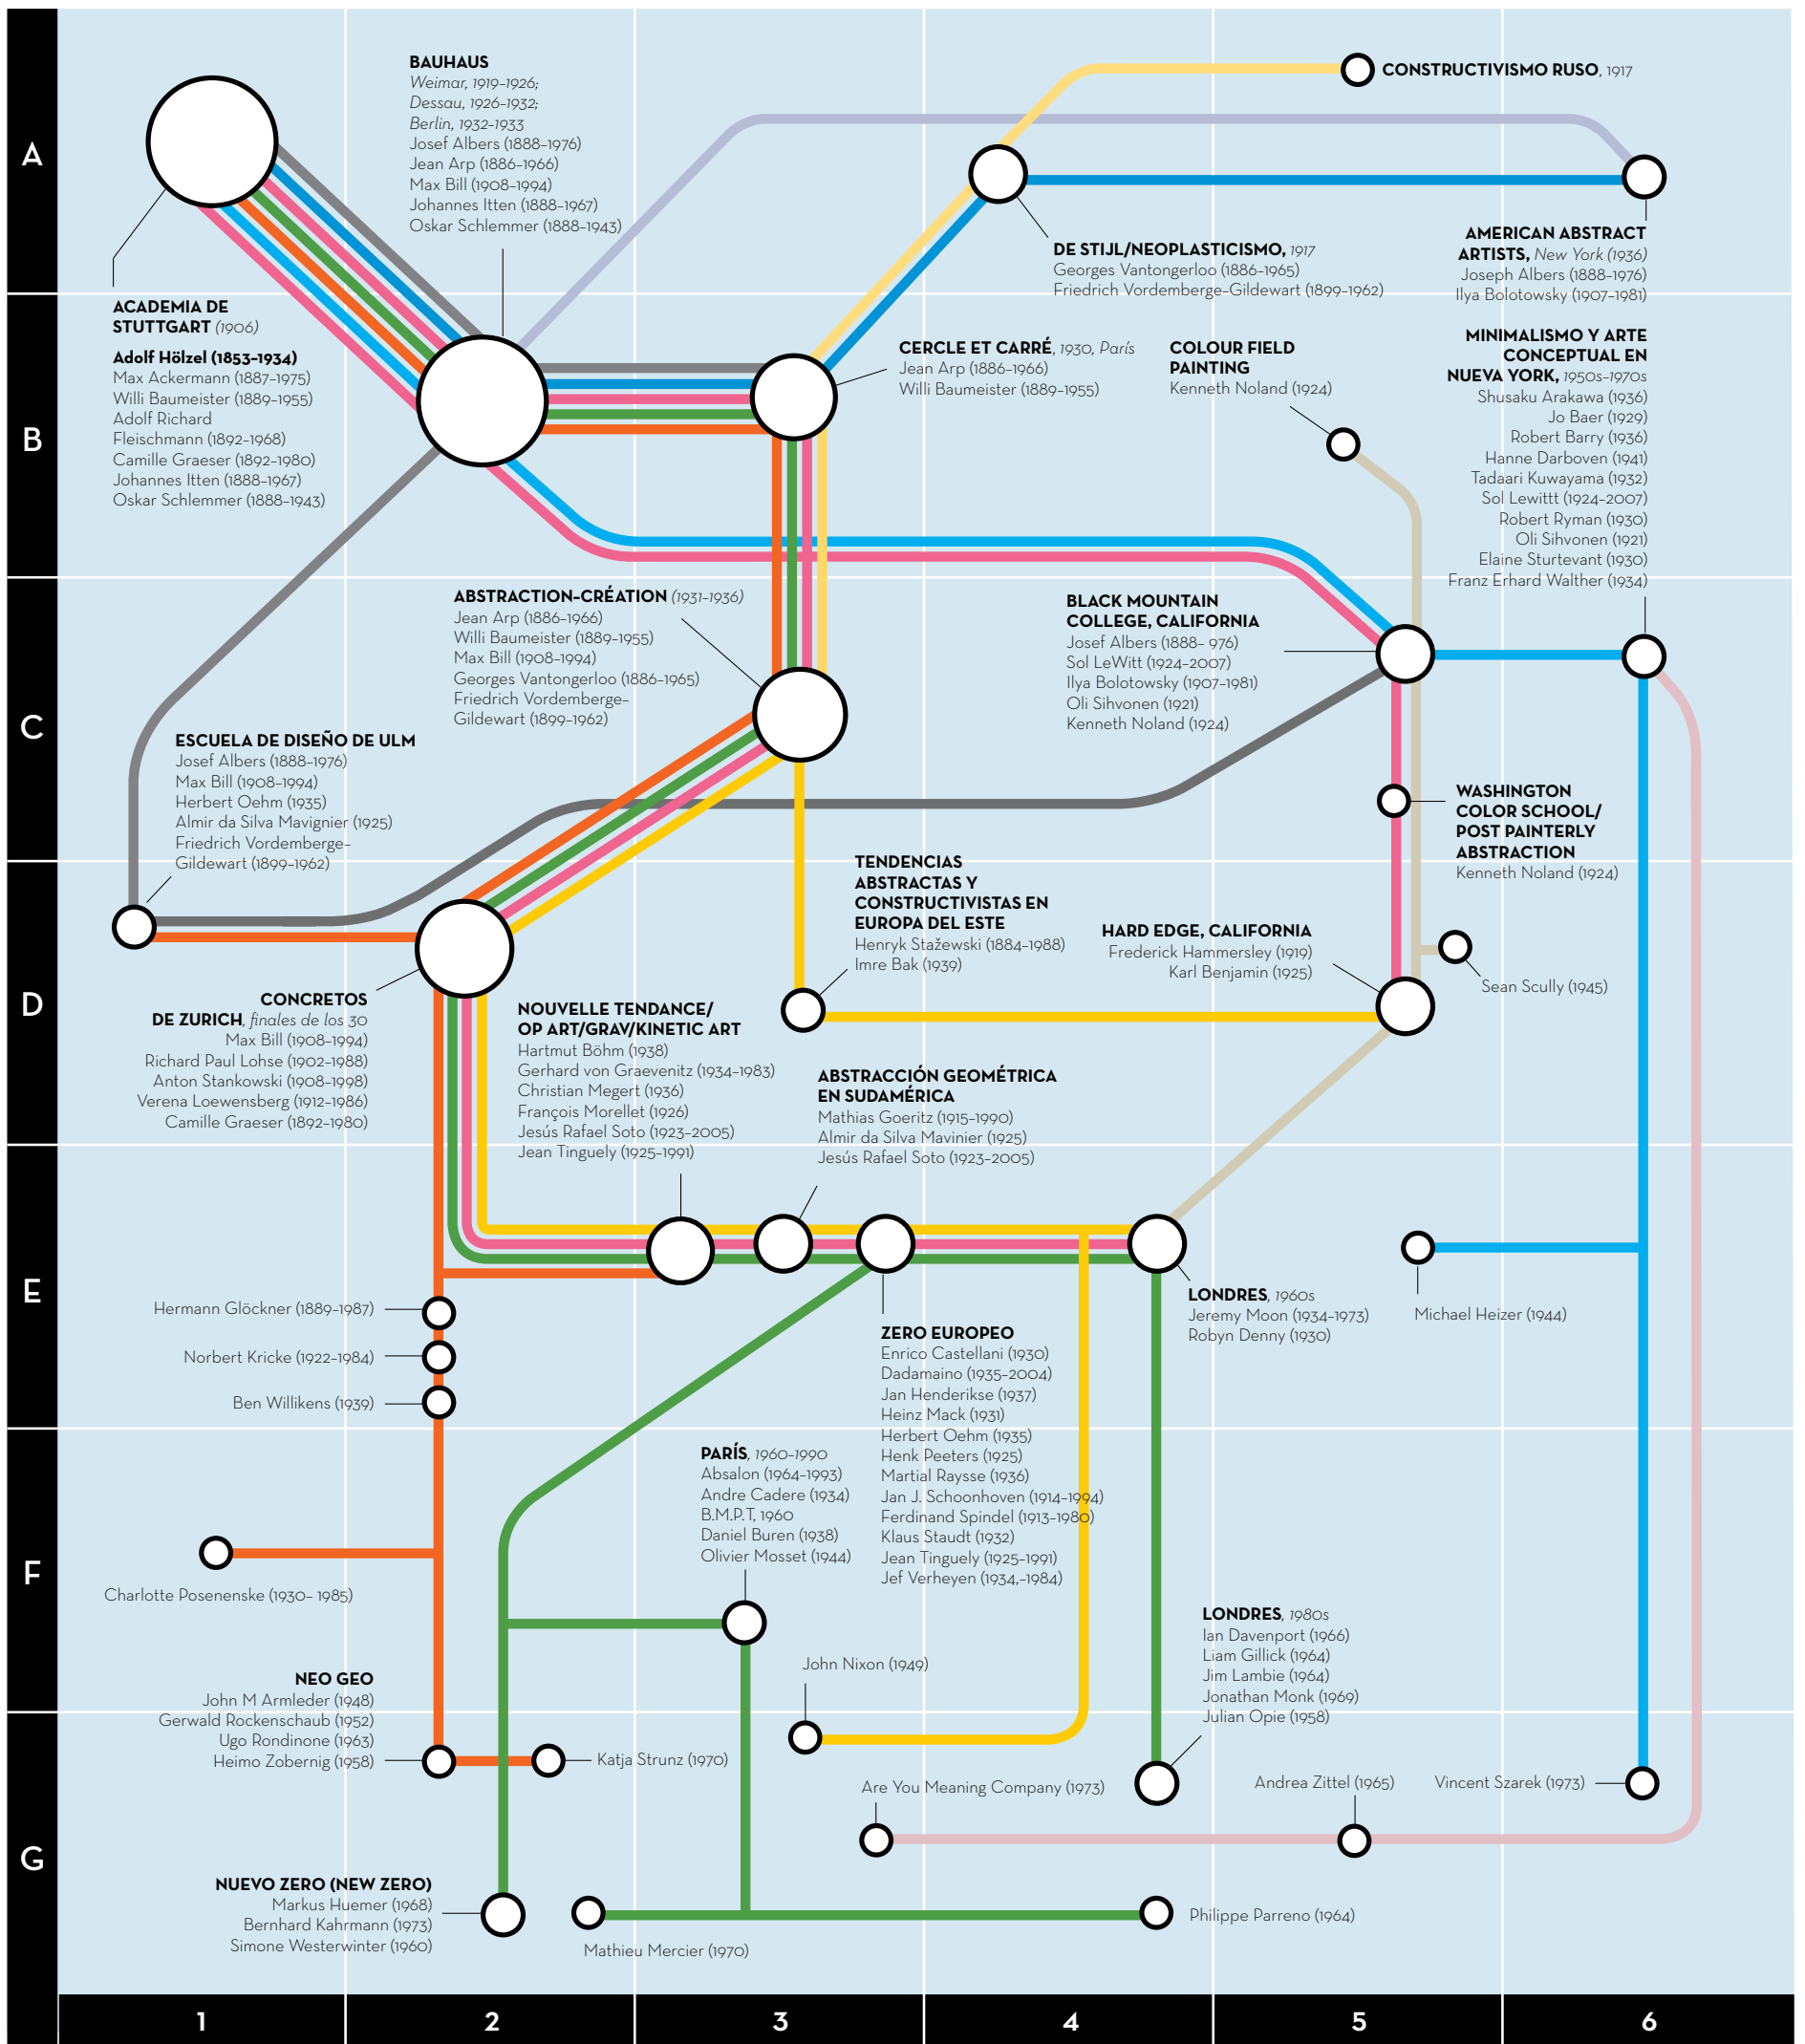 A
B
C
D
E
F
G
BAUHAUS
Weimar, 1919-1926;
Dessau, 1926-1932;
Berlin, 1932-1933
Josef Albers (1888-1976)
Jean Arp (1886-1966)
Max Bill (1908-1994)
Johannes Itten (1888-1967)
Oskar Schlemmer (1888-1943)
CONSTRUCTIVISMO RUSO, 1917
DE STIJL/NEOPLASTICISMO, 1917
Georges Vantongerloo (1886-1965)
Friedrich Vordemberge-Gildewart (1899-1962)
AMERICAN ABSTRACT
ARTISTS, New York (1936)
Joseph Albers (1888-1976)
Ilya Bolotowsky (1907-1981)
ACADEMIA DE
STUTTGART (1906)
Adolf Hölzel (1853-1934)
Max Ackermann (1887-1975)
Willi Baumeister (1889-1955)
Adolf Richard
Fleischmann (1892-1968)
Camille Graeser (1892-1980)
Johannes Itten (1888-1967)
Oskar Schlemmer (1888-1943)
CERCLE ET CARRÉ, 1930, París
Jean Arp (1886-1966)
Willi Baumeister (1889-1955)
COLOUR FIELD
PAINTING
Kenneth Noland (1924)
MINIMALISMO Y ARTE
CONCEPTUAL EN
NUEVA YORK, 1950s-1970s
Shusaku Arakawa (1936)
Jo Baer (1929)
Robert Barry (1936)
Hanne Darboven (1941)
Tadaari Kuwayama (1932)
Sol Lewittt (1924-2007)
Robert Ryman (1930)
Oli Sihvonen (1921)
Elaine Sturtevant (1930)
Franz Erhard Walther (1934)
ABSTRACTION-CRÉATION (1931-1936)
Jean Arp (1886-1966)
Willi Baumeister (1889-1955)
Max Bill (1908-1994)
Georges Vantongerloo (1886-1965)
Friedrich Vordemberge-
Gildewart (1899-1962)
BLACK MOUNTAIN
COLLEGE, CALIFORNIA
Josef Albers (1888- 976)
Sol LeWitt (1924-2007)
Ilya Bolotowsky (1907-1981)
Oli Sihvonen (1921)
Kenneth Noland (1924)
ESCUELA DE DISEÑO DE ULM
Josef Albers (1888-1976)
Max Bill (1908-1994)
Herbert Oehm (1935)
Almir da Silva Mavignier (1925)
Friedrich Vordemberge-
Gildewart (1899-1962)
WASHINGTON
COLOR SCHOOL/
POST PAINTERLY
ABSTRACTION
Kenneth Noland (1924)
TENDENCIAS
ABSTRACTAS Y
CONSTRUCTIVISTAS EN
EUROPA DEL ESTE
Henryk Stażewski (1884-1988)
Imre Bak (1939)
HARD EDGE, CALIFORNIA
Frederick Hammersley (1919)
Karl Benjamin (1925)
Sean Scully (1945)
CONCRETOS
DE ZURICH, finales de los 30
Max Bill (1908-1994)
Richard Paul Lohse (1902-1988)
Anton Stankowski (1908-1998)
Verena Loewensberg (1912-1986)
Camille Graeser (1892-1980)
NOUVELLE TENDANCE/
OP ART/GRAV/KINETIC ART
Hartmut Böhm (1938)
Gerhard von Graevenitz (1934-1983)
Christian Megert (1936)
François Morellet (1926)
Jesús Rafael Soto (1923-2005)
Jean Tinguely (1925-1991)
ABSTRACCIÓN GEOMÉTRICA
EN SUDAMÉRICA
Mathias Goeritz (1915-1990)
Almir da Silva Mavinier (1925)
Jesús Rafael Soto (1923-2005)
Hermann Glöckner (1889-1987)
Norbert Kricke (1922-1984)
Ben Willikens (1939)
LONDRES, 1960s
Jeremy Moon (1934-1973)
Robyn Denny (1930)
Michael Heizer (1944)
ZERO EUROPEO
Enrico Castellani (1930)
Dadamaino (1935-2004)
Jan Henderikse (1937)
Heinz Mack (1931)
Herbert Oehm (1935)
Henk Peeters (1925)
Martial Raysse (1936)
Jan J. Schoonhoven (1914-1994)
Ferdinand Spindel (1913-1980)
Klaus Staudt (1932)
Jean Tinguely (1925-1991)
Jef Verheyen (1934,-1984)
PARÍS, 1960-1990
Absalon (1964-1993)
Andre Cadere (1934)
B.M.P.T, 1960
Daniel Buren (1938)
Olivier Mosset (1944)
Charlotte Posenenske (1930- 1985)
LONDRES, 1980s
Ian Davenport (1966)
Liam Gillick (1964)
Jim Lambie (1964)
Jonathan Monk (1969)
Julian Opie (1958)
John Nixon (1949)
NEO GEO
John M Armleder (1948)
Gerwald Rockenschaub (1952)
Ugo Rondinone (1963)
Heimo Zobernig (1958)
Katja Strunz (1970)
Are You Meaning Company (1973)
Andrea Zittel (1965)
Vincent Szarek (1973)
NUEVO ZERO (NEW ZERO)
Markus Huemer (1968)
Bernhard Kahrmann (1973)
Simone Westerwinter (1960)
Mathieu Mercier (1970)
Philippe Parreno (1964)
1
2
3
4
5
6